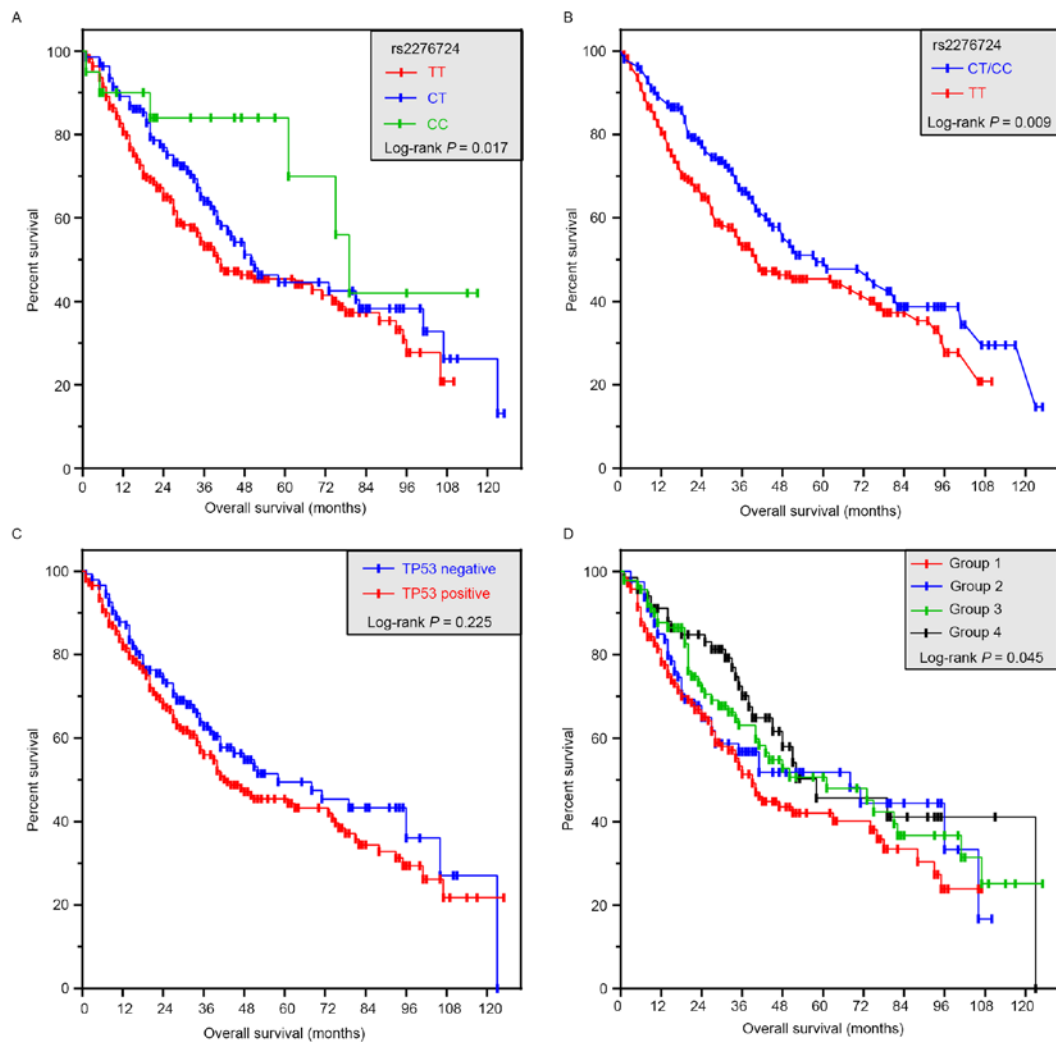 A
rs2276724
TT
CT
CC
Log-rank P = 0.017
Percent survival
100
80
60
40
20
0
0 12 24 36 48 60 72 84 96 108 120
Overall survival (months)
B
rs2276724
CT/CC
TT
Log-rank P = 0.009
Percent survival
100
80
60
40
20
0
0 12 24 36 48 60 72 84 96 108 120
Overall survival (months)
C
TP53 negative
TP53 positive
Log-rank P = 0.225
Percent survival
100
80
60
40
20
0
0 12 24 36 48 60 72 84 96 108 120
Overall survival (months)
D
Group 1
Group 2
Group 3
Group 4
Log-rank P = 0.045
Percent survival
100
80
60
40
20
0
0 12 24 36 48 60 72 84 96 108 120
Overall survival (months)